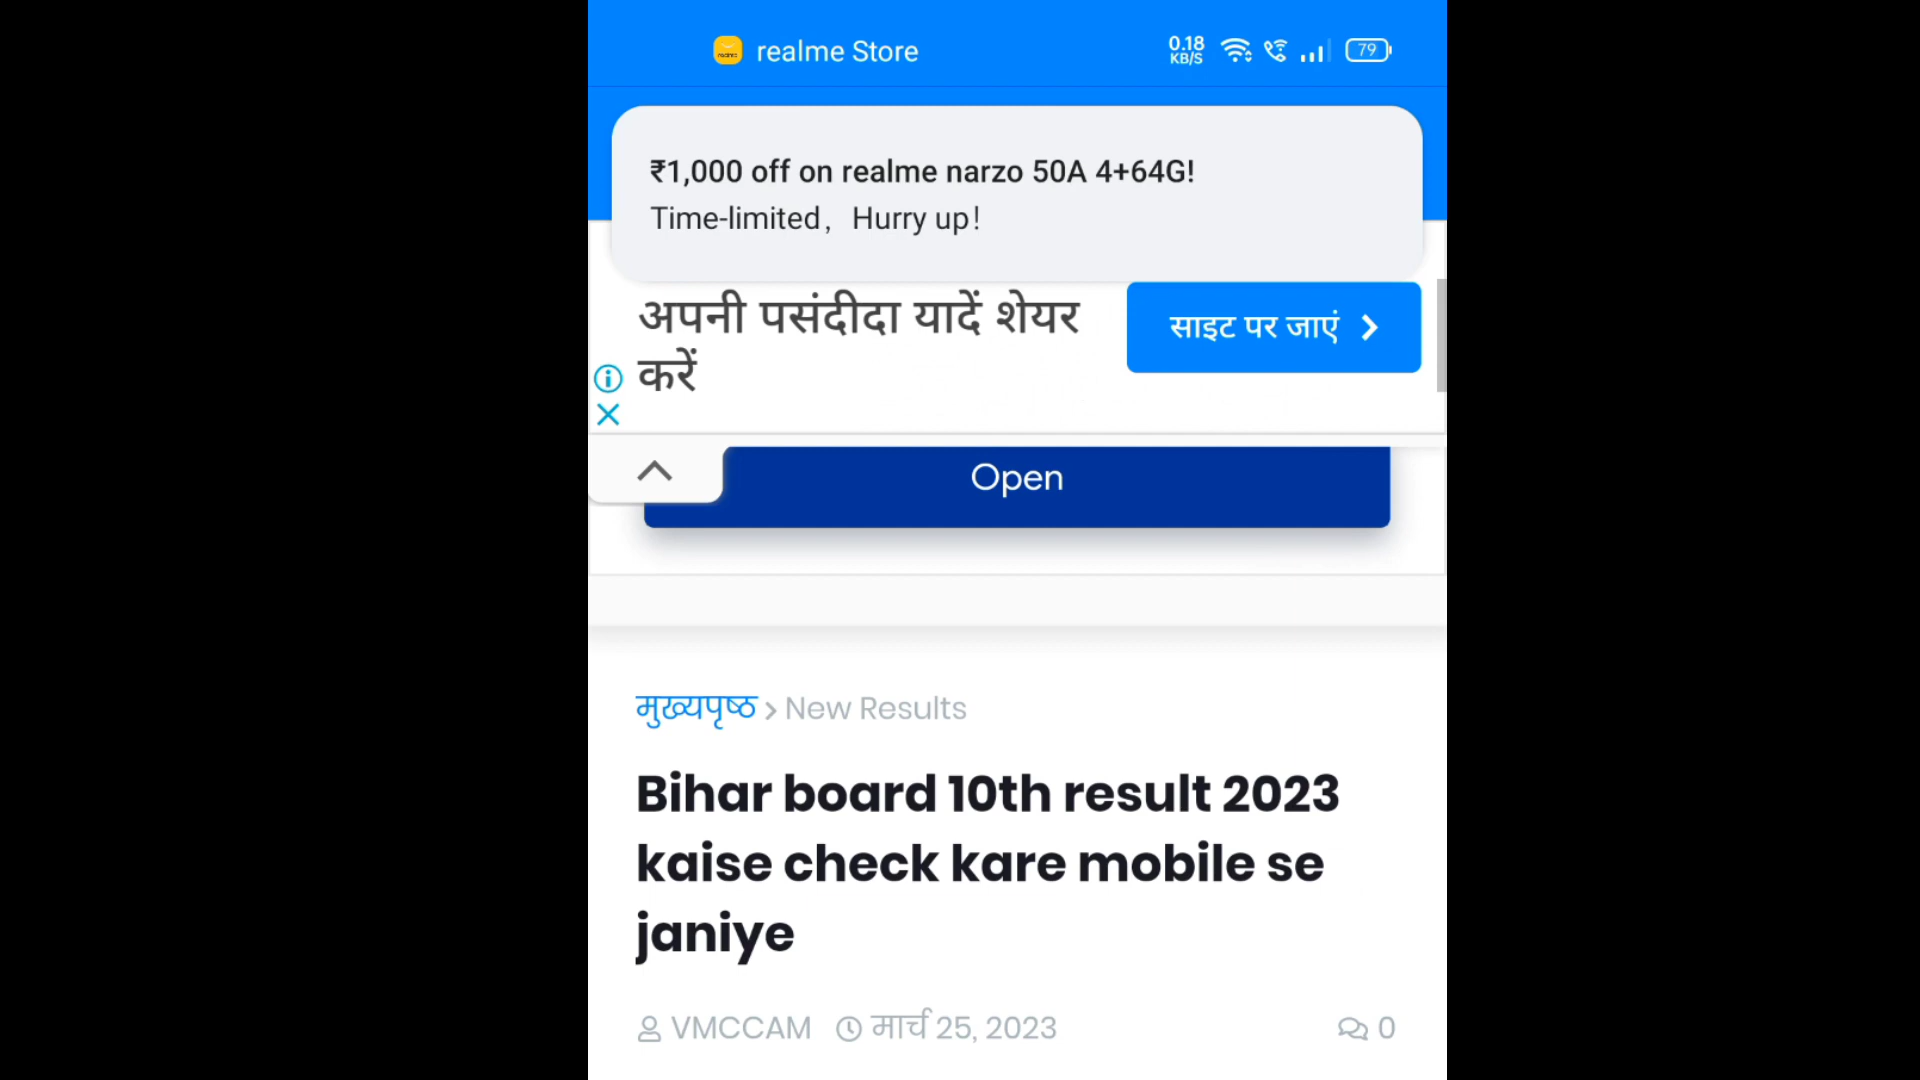 realme Store
0.18
KB/S
79
₹1,000 off on realme narzo 50A 4+64G!
Time-limited，Hurry up!
अपनी पसंदीदा यादें शेयर
करें
साइट पर जाएं
Open
मुख्यपृष्ठ > New Results
Bihar board 10th result 2023
kaise check kare mobile se
janiye
VMCCAM मार्च 25, 2023 0